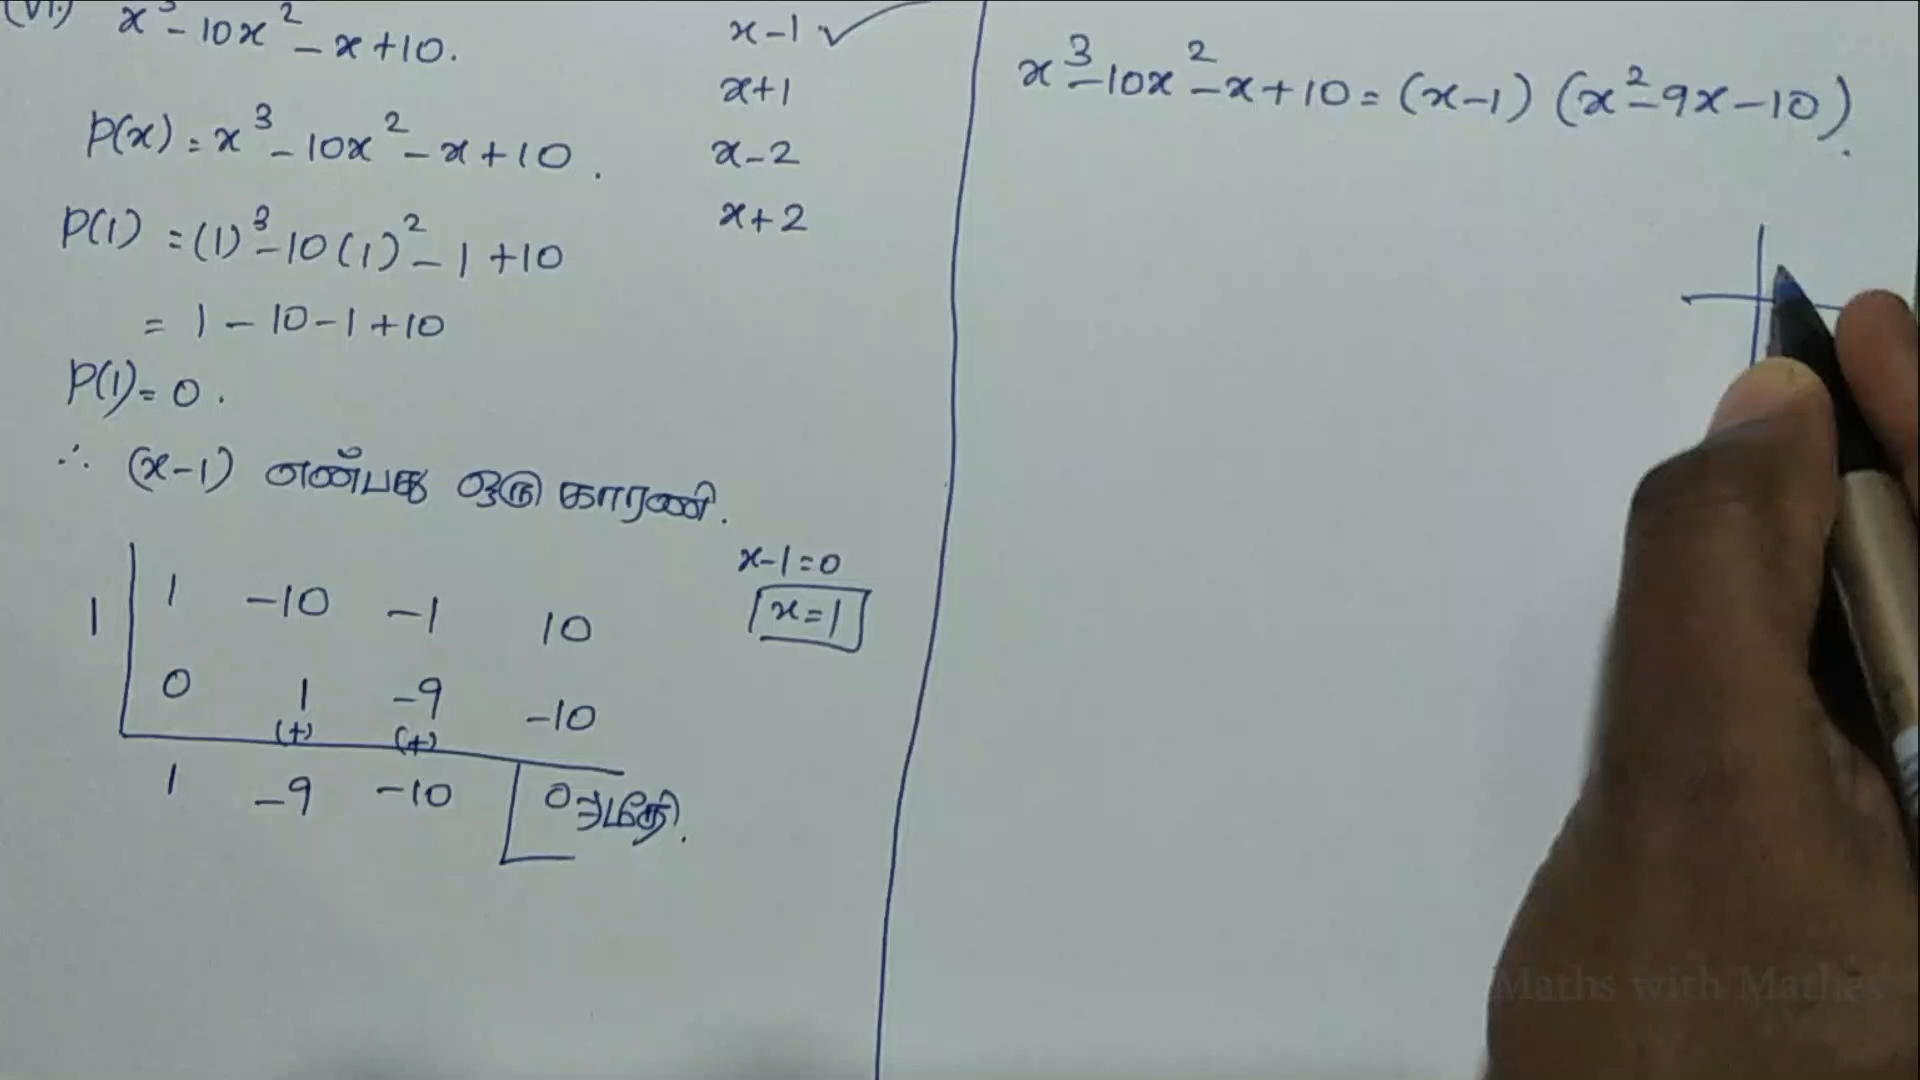 (vi.) x³-10x²-x+10.
P(x) = x³-10x²-x+10.
P(1) = (1)³-10(1)²-1+10
= 1-10-1+10
P(1)=0.
∴ (x-1) என்பது ஒரு காரணி.
1 | 1 -10 -1 10
0 1 -9 -10
(+) (+)
1 -9 -10 0 → மீதி.
x-1 ✓
x+1
x-2
x+2
x-1=0
x=1
x³-10x²-x+10=(x-1)(x²-9x-10).
Maths with Mathes